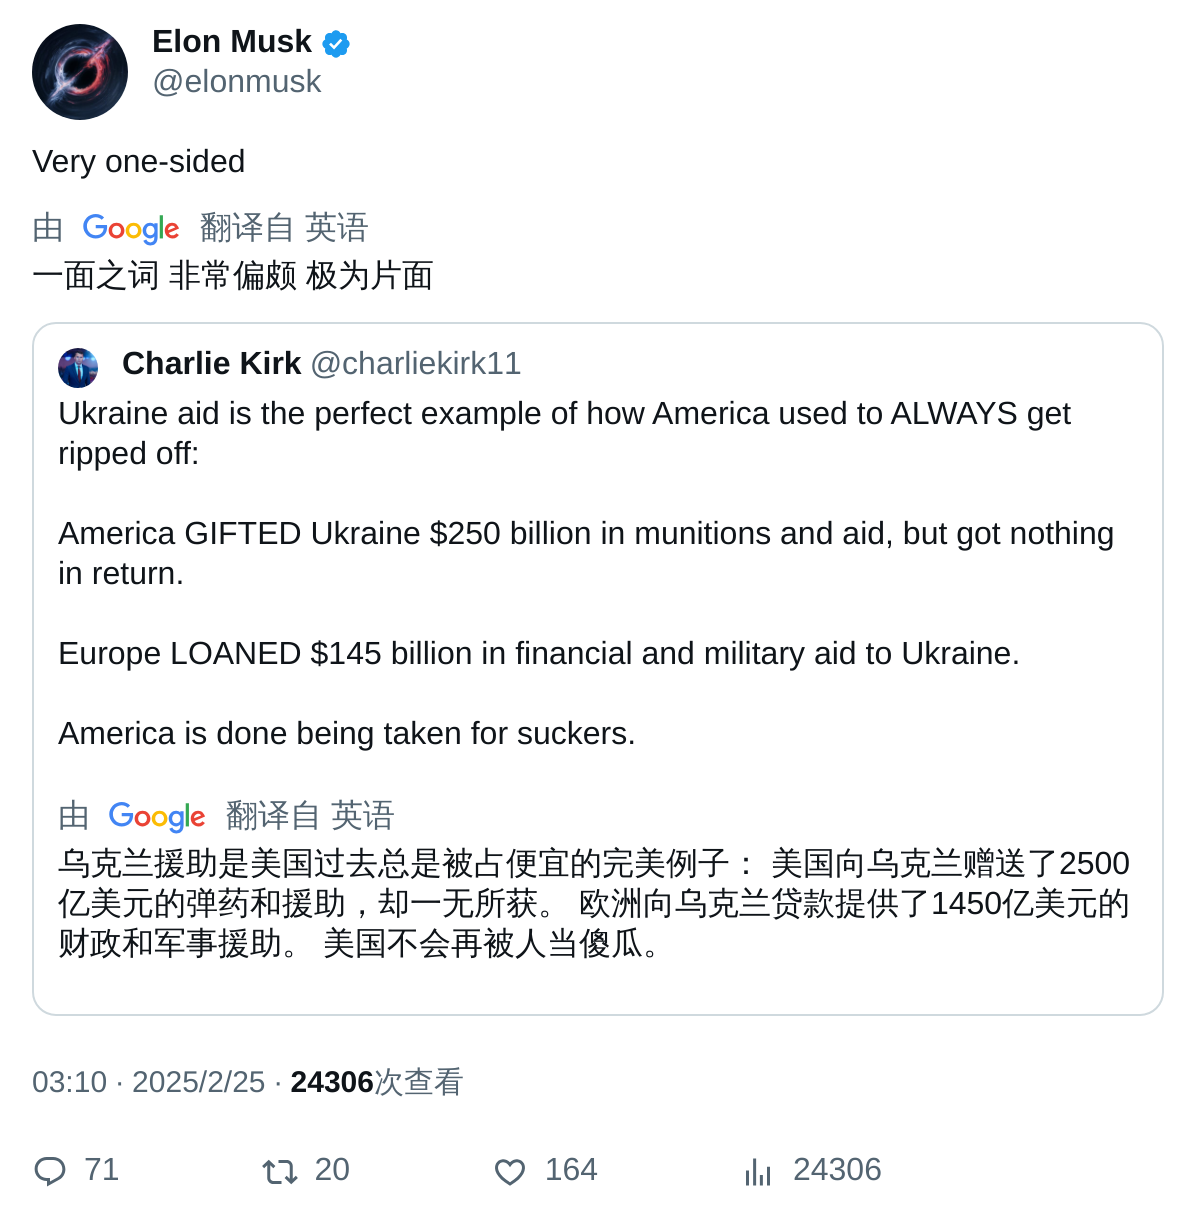 Elon Musk
@elonmusk
Very one-sided
由 Google 翻译自 英语
一面之词 非常偏颇 极为片面
Charlie Kirk @charliekirk11
Ukraine aid is the perfect example of how America used to ALWAYS get
ripped off:
America GIFTED Ukraine $250 billion in munitions and aid, but got nothing
in return.
Europe LOANED $145 billion in financial and military aid to Ukraine.
America is done being taken for suckers.
由 Google 翻译自 英语
乌克兰援助是美国过去总是被占便宜的完美例子： 美国向乌克兰赠送了2500
亿美元的弹药和援助，却一无所获。 欧洲向乌克兰贷款提供了1450亿美元的
财政和军事援助。 美国不会再被人当傻瓜。
03:10 · 2025/2/25 · 24306次查看
71 20 164 24306